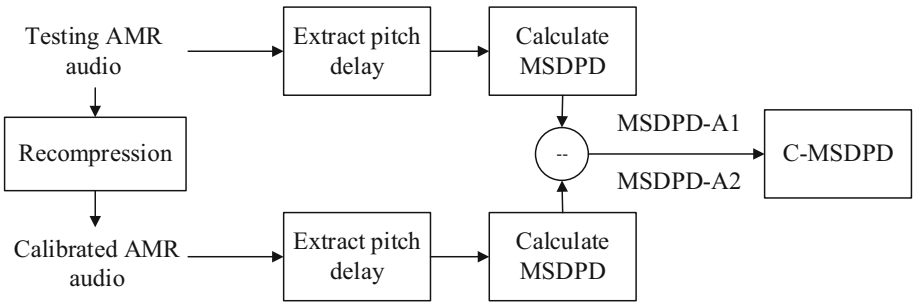 Testing AMR
audio
Extract pitch
delay
Calculate
MSDPD
Recompression
--
MSDPD-A1
MSDPD-A2
C-MSDPD
Calibrated AMR
audio
Extract pitch
delay
Calculate
MSDPD